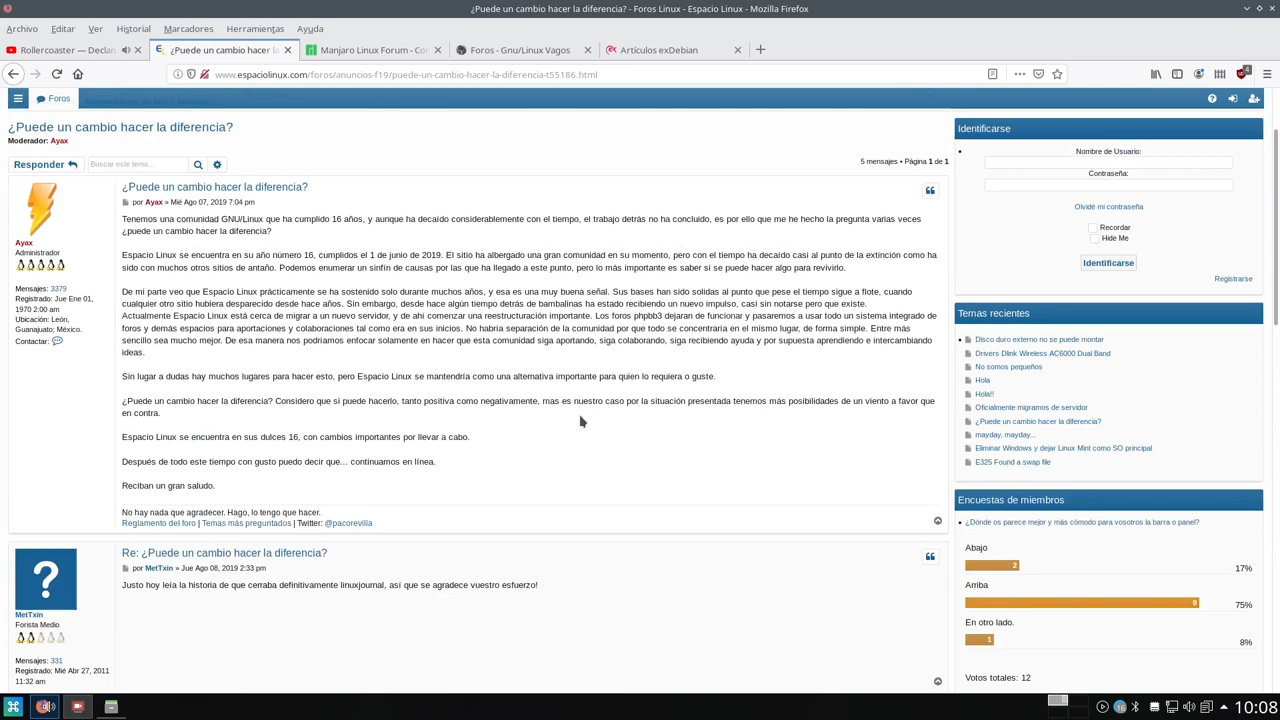 ¿Puede un cambio hacer la diferencia? - Foros Linux - Espacio Linux - Mozilla Firefox
Archivo Editar Ver Historial Marcadores Herramientas Ayuda
Rollercoaster — Declan
¿Puede un cambio hacer la
Manjaro Linux Forum - Co
Foros - Gnu/Linux Vagos
Artículos exDebian
www.espaciolinux.com/foros/anuncios-f19/puede-un-cambio-hacer-la-diferencia-t55186.html
4
Foros
¿Puede un cambio hacer la diferencia?
Moderador: Ayax
Responder
Buscar este tema…
5 mensajes • Página 1 de 1
Ayax
Administrador
Mensajes: 3379
Registrado: Jue Ene 01,
1970 2:00 am
Ubicación: León,
Guanajuato; México.
Contactar:
¿Puede un cambio hacer la diferencia?
por Ayax » Mié Ago 07, 2019 7:04 pm
Tenemos una comunidad GNU/Linux que ha cumplido 16 años, y aunque ha decaído considerablemente con el tiempo, el trabajo detrás no ha concluido, es por ello que me he hecho la pregunta varias veces
¿puede un cambio hacer la diferencia?
Espacio Linux se encuentra en su año número 16, cumplidos el 1 de junio de 2019. El sitio ha albergado una gran comunidad en su momento, pero con el tiempo ha decaido casi al punto de la extinción como ha
sido con muchos otros sitios de antaño. Podemos enumerar un sinfín de causas por las que ha llegado a este punto, pero lo más importante es saber si se puede hacer algo para revivirlo.
De mi parte veo que Espacio Linux prácticamente se ha sostenido solo durante muchos años, y esa es una muy buena señal. Sus bases han sido solidas al punto que pese el tiempo sigue a flote, cuando
cualquier otro sitio hubiera desparecido desde hace años. Sin embargo, desde hace algún tiempo detrás de bambalinas ha estado recibiendo un nuevo impulso, casi sin notarse pero que existe.
Actualmente Espacio Linux está cerca de migrar a un nuevo servidor, y de ahí comenzar una reestructuración importante. Los foros phpbb3 dejaran de funcionar y pasaremos a usar todo un sistema integrado de
foros y demás espacios para aportaciones y colaboraciones tal como era en sus inicios. No habría separación de la comunidad por que todo se concentraría en el mismo lugar, de forma simple. Entre más
sencillo sea mucho mejor. De esa manera nos podríamos enfocar solamente en hacer que esta comunidad siga aportando, siga colaborando, siga recibiendo ayuda y por supuesta aprendiendo e intercambiando
ideas.
Sin lugar a dudas hay muchos lugares para hacer esto, pero Espacio Linux se mantendría como una alternativa importante para quien lo requiera o guste.
¿Puede un cambio hacer la diferencia? Considero que si puede hacerlo, tanto positiva como negativamente, mas es nuestro caso por la situación presentada tenemos más posibilidades de un viento a favor que
en contra.
Espacio Linux se encuentra en sus dulces 16, con cambios importantes por llevar a cabo.
Después de todo este tiempo con gusto puedo decir que... continuamos en línea.
Reciban un gran saludo.
No hay nada que agradecer. Hago, lo tengo que hacer.
Reglamento del foro | Temas más preguntados | Twitter: @pacorevilla
MetTxin
Forista Medio
Mensajes: 331
Registrado: Mié Abr 27, 2011
11:32 am
Re: ¿Puede un cambio hacer la diferencia?
por MetTxin » Jue Ago 08, 2019 2:33 pm
Justo hoy leía la historia de que cerraba definitivamente linuxjournal, así que se agradece vuestro esfuerzo!
Identificarse
Nombre de Usuario:
Contraseña:
Olvidé mi contraseña
Recordar
Hide Me
Identificarse
Registrarse
Temas recientes
Disco duro externo no se puede montar
Drivers Dlink Wireless AC6000 Dual Band
No somos pequeños
Hola
Hola!!
Oficialmente migramos de servidor
¿Puede un cambio hacer la diferencia?
mayday, mayday...
Eliminar Windows y dejar Linux Mint como SO principal
E325 Found a swap file
Encuestas de miembros
¿Dónde os parece mejor y más cómodo para vosotros la barra o panel?
Abajo
2 17%
Arriba
9 75%
En otro lado.
1 8%
Votos totales: 12
16
10:08